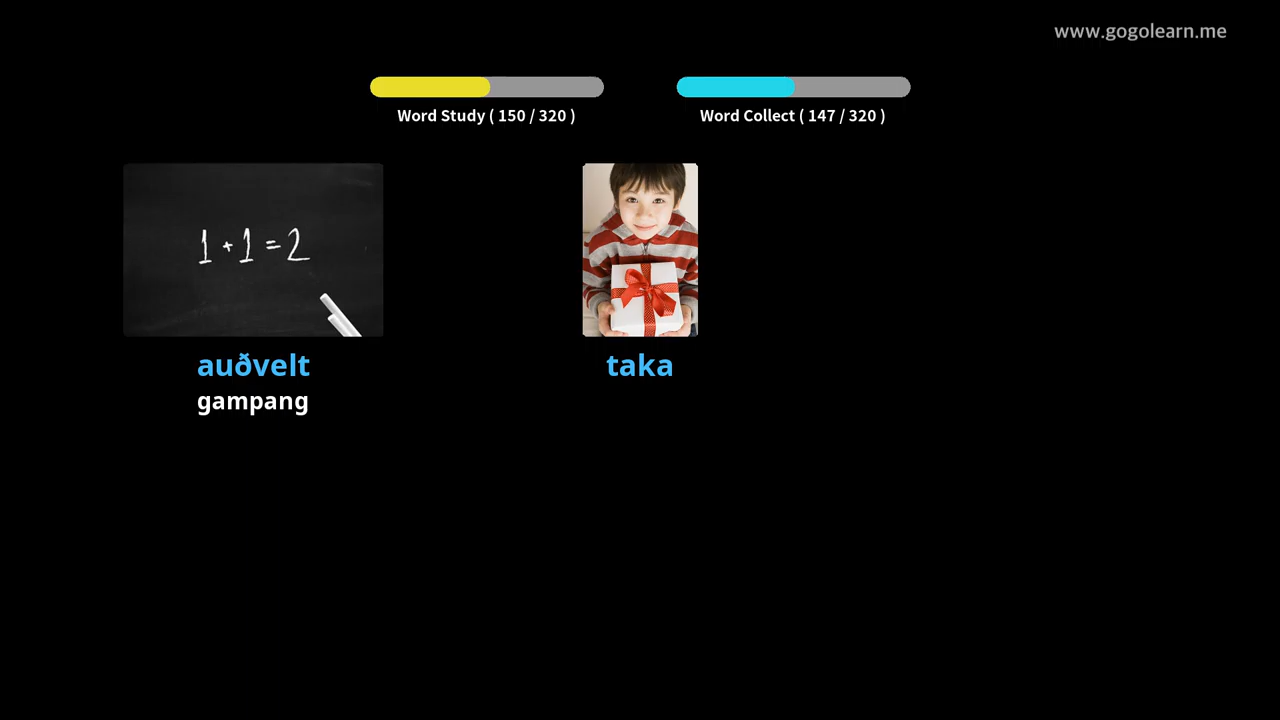 www.gogolearn.me
Word Study ( 150 / 320 )
Word Collect ( 147 / 320 )
1 + 1 = 2
auðvelt
taka
gampang